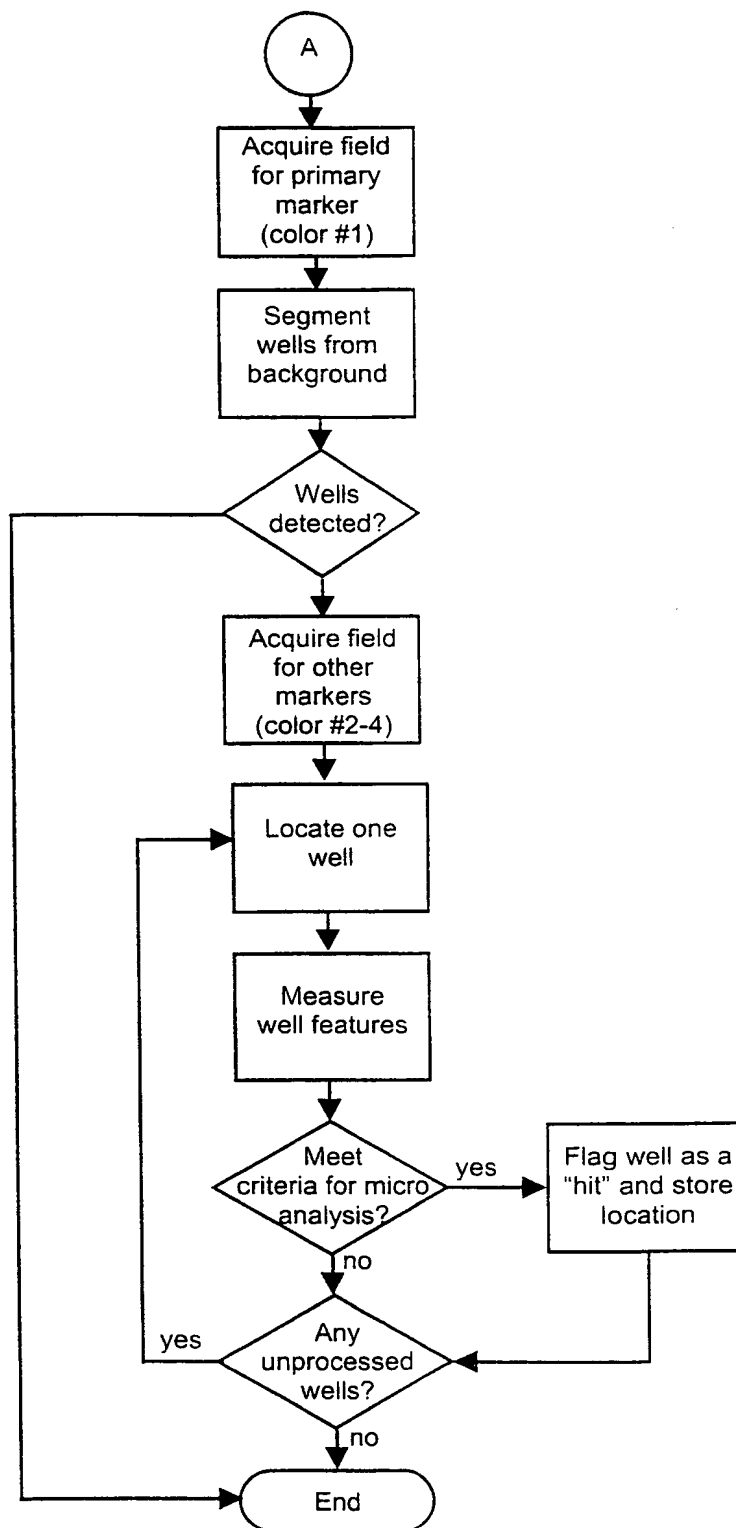 A
Acquire field
for primary
marker
(color #1)
Segment
wells from
background
Wells
detected?
Acquire field
for other
markers
(color #2-4)
Locate one
well
Measure
well features
Meet
criteria for micro
analysis?
yes
Flag well as a
“hit” and store
location
no
yes
Any
unprocessed
wells?
no
End